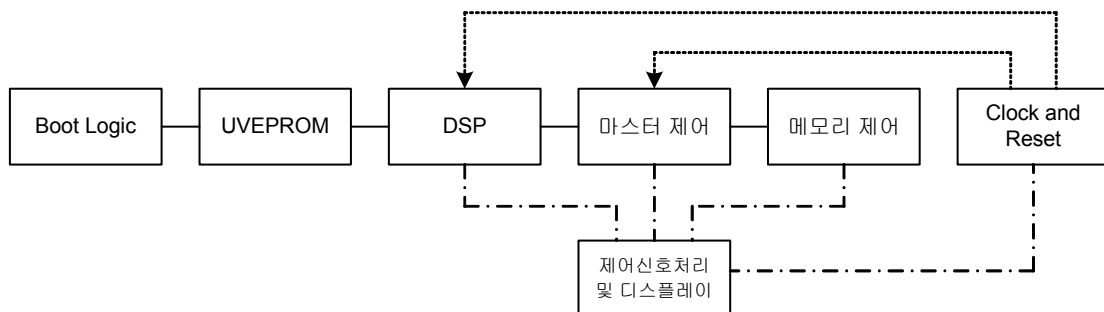 Boot Logic
UVEPROM
DSP
마스터 제어
메모리 제어
Clock and
Reset
제어신호처리
및 디스플레이